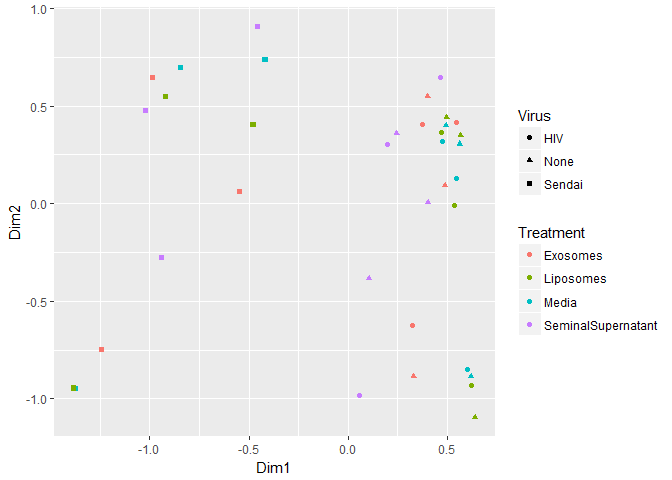 1.0
0.5
0.0
-0.5
-1.0
Dim2
-1.0 -0.5 0.0 0.5
Dim1
Virus
HIV
None
Sendai
Treatment
Exosomes
Liposomes
Media
SeminalSupernatant